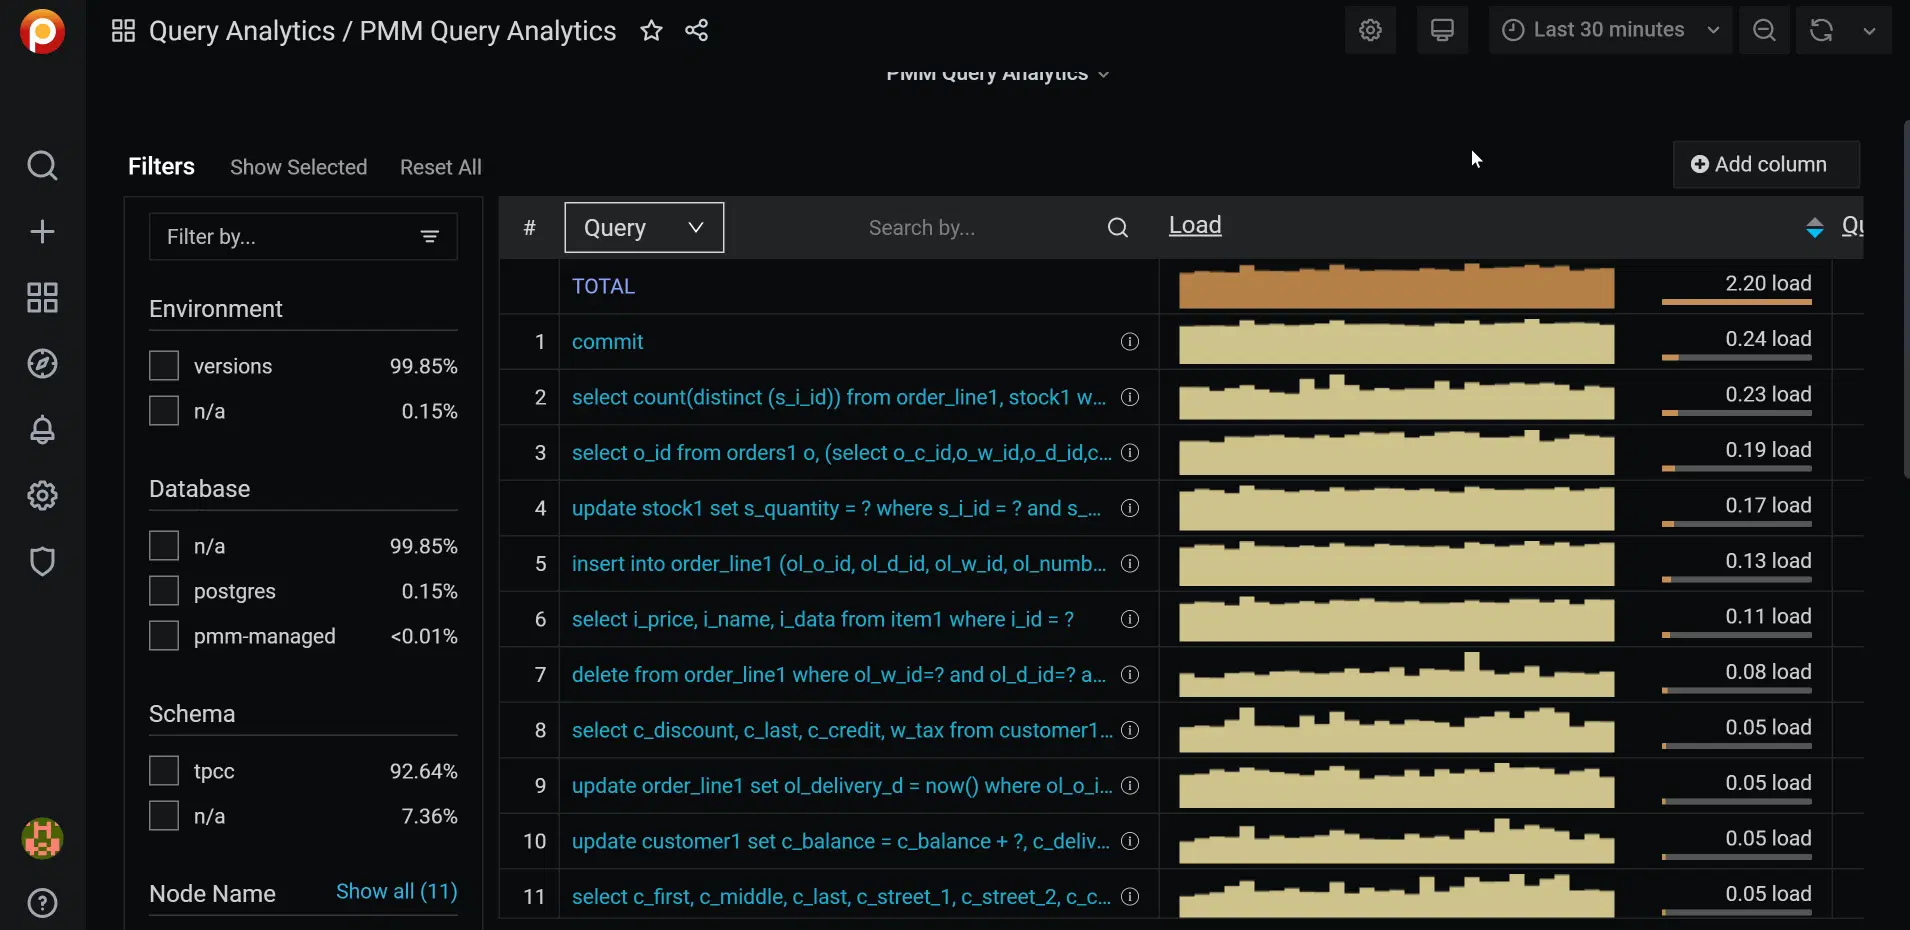 Query Analytics / PMM Query Analytics
Last 30 minutes
PMM Query Analytics
Filters Show Selected Reset All
Add column
Filter by...
# Query Search by... Load Qu
Environment
versions 99.85%
n/a 0.15%
Database
n/a 99.85%
postgres 0.15%
pmm-managed <0.01%
Schema
tpcc 92.64%
n/a 7.36%
Node Name Show all (11)
TOTAL 2.20 load
1 commit 0.24 load
2 select count(distinct (s_i_id)) from order_line1, stock1 w... 0.23 load
3 select o_id from orders1 o, (select o_c_id,o_w_id,o_d_id,c... 0.19 load
4 update stock1 set s_quantity = ? where s_i_id = ? and s_... 0.17 load
5 insert into order_line1 (ol_o_id, ol_d_id, ol_w_id, ol_numb... 0.13 load
6 select i_price, i_name, i_data from item1 where i_id = ? 0.11 load
7 delete from order_line1 where ol_w_id=? and ol_d_id=? a... 0.08 load
8 select c_discount, c_last, c_credit, w_tax from customer1... 0.05 load
9 update order_line1 set ol_delivery_d = now() where ol_o_i... 0.05 load
10 update customer1 set c_balance = c_balance + ?, c_deliv... 0.05 load
11 select c_first, c_middle, c_last, c_street_1, c_street_2, c_c... 0.05 load